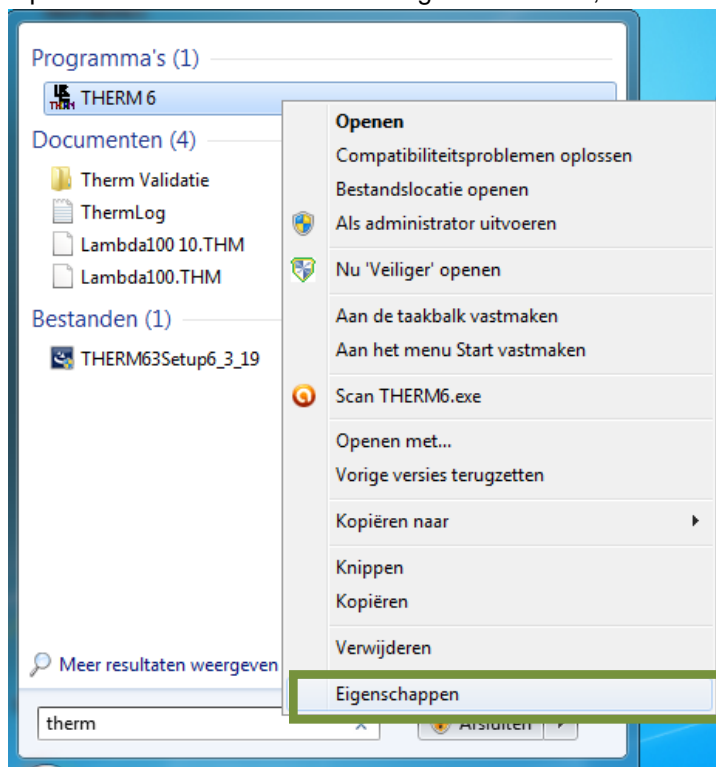 Programma's (1)
THERM 6
Documenten (4)
Therm Validatie
ThermLog
Lambda100 10.THM
Lambda100.THM
Bestanden (1)
THERM63Setup6_3_19
Meer resultaten weergeven
therm
Afsluiten
Openen
Compatibiliteitsproblemen oplossen
Bestandslocatie openen
Als administrator uitvoeren
Nu 'Veiliger' openen
Aan de taakbalk vastmaken
Aan het menu Start vastmaken
Scan THERM6.exe
Openen met...
Vorige versies terugzetten
Kopiëren naar
Knippen
Kopiëren
Verwijderen
Eigenschappen